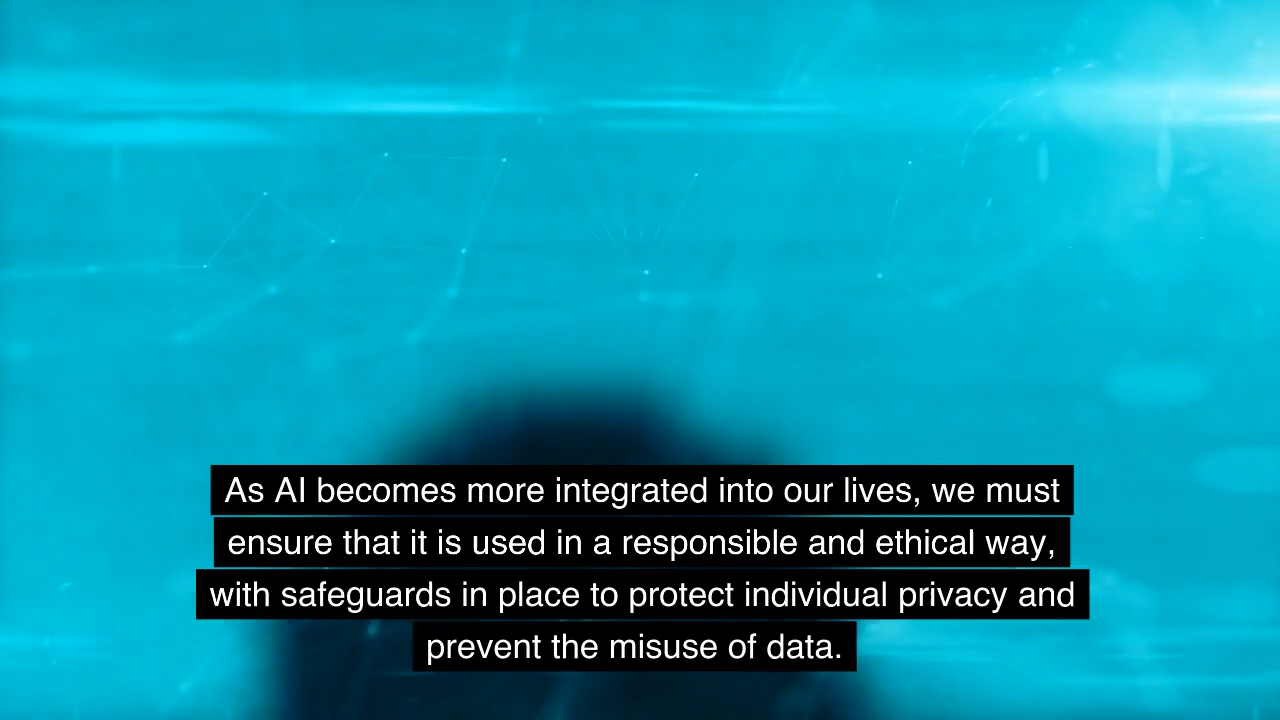 As AI becomes more integrated into our lives, we must
ensure that it is used in a responsible and ethical way,
with safeguards in place to protect individual privacy and
prevent the misuse of data.